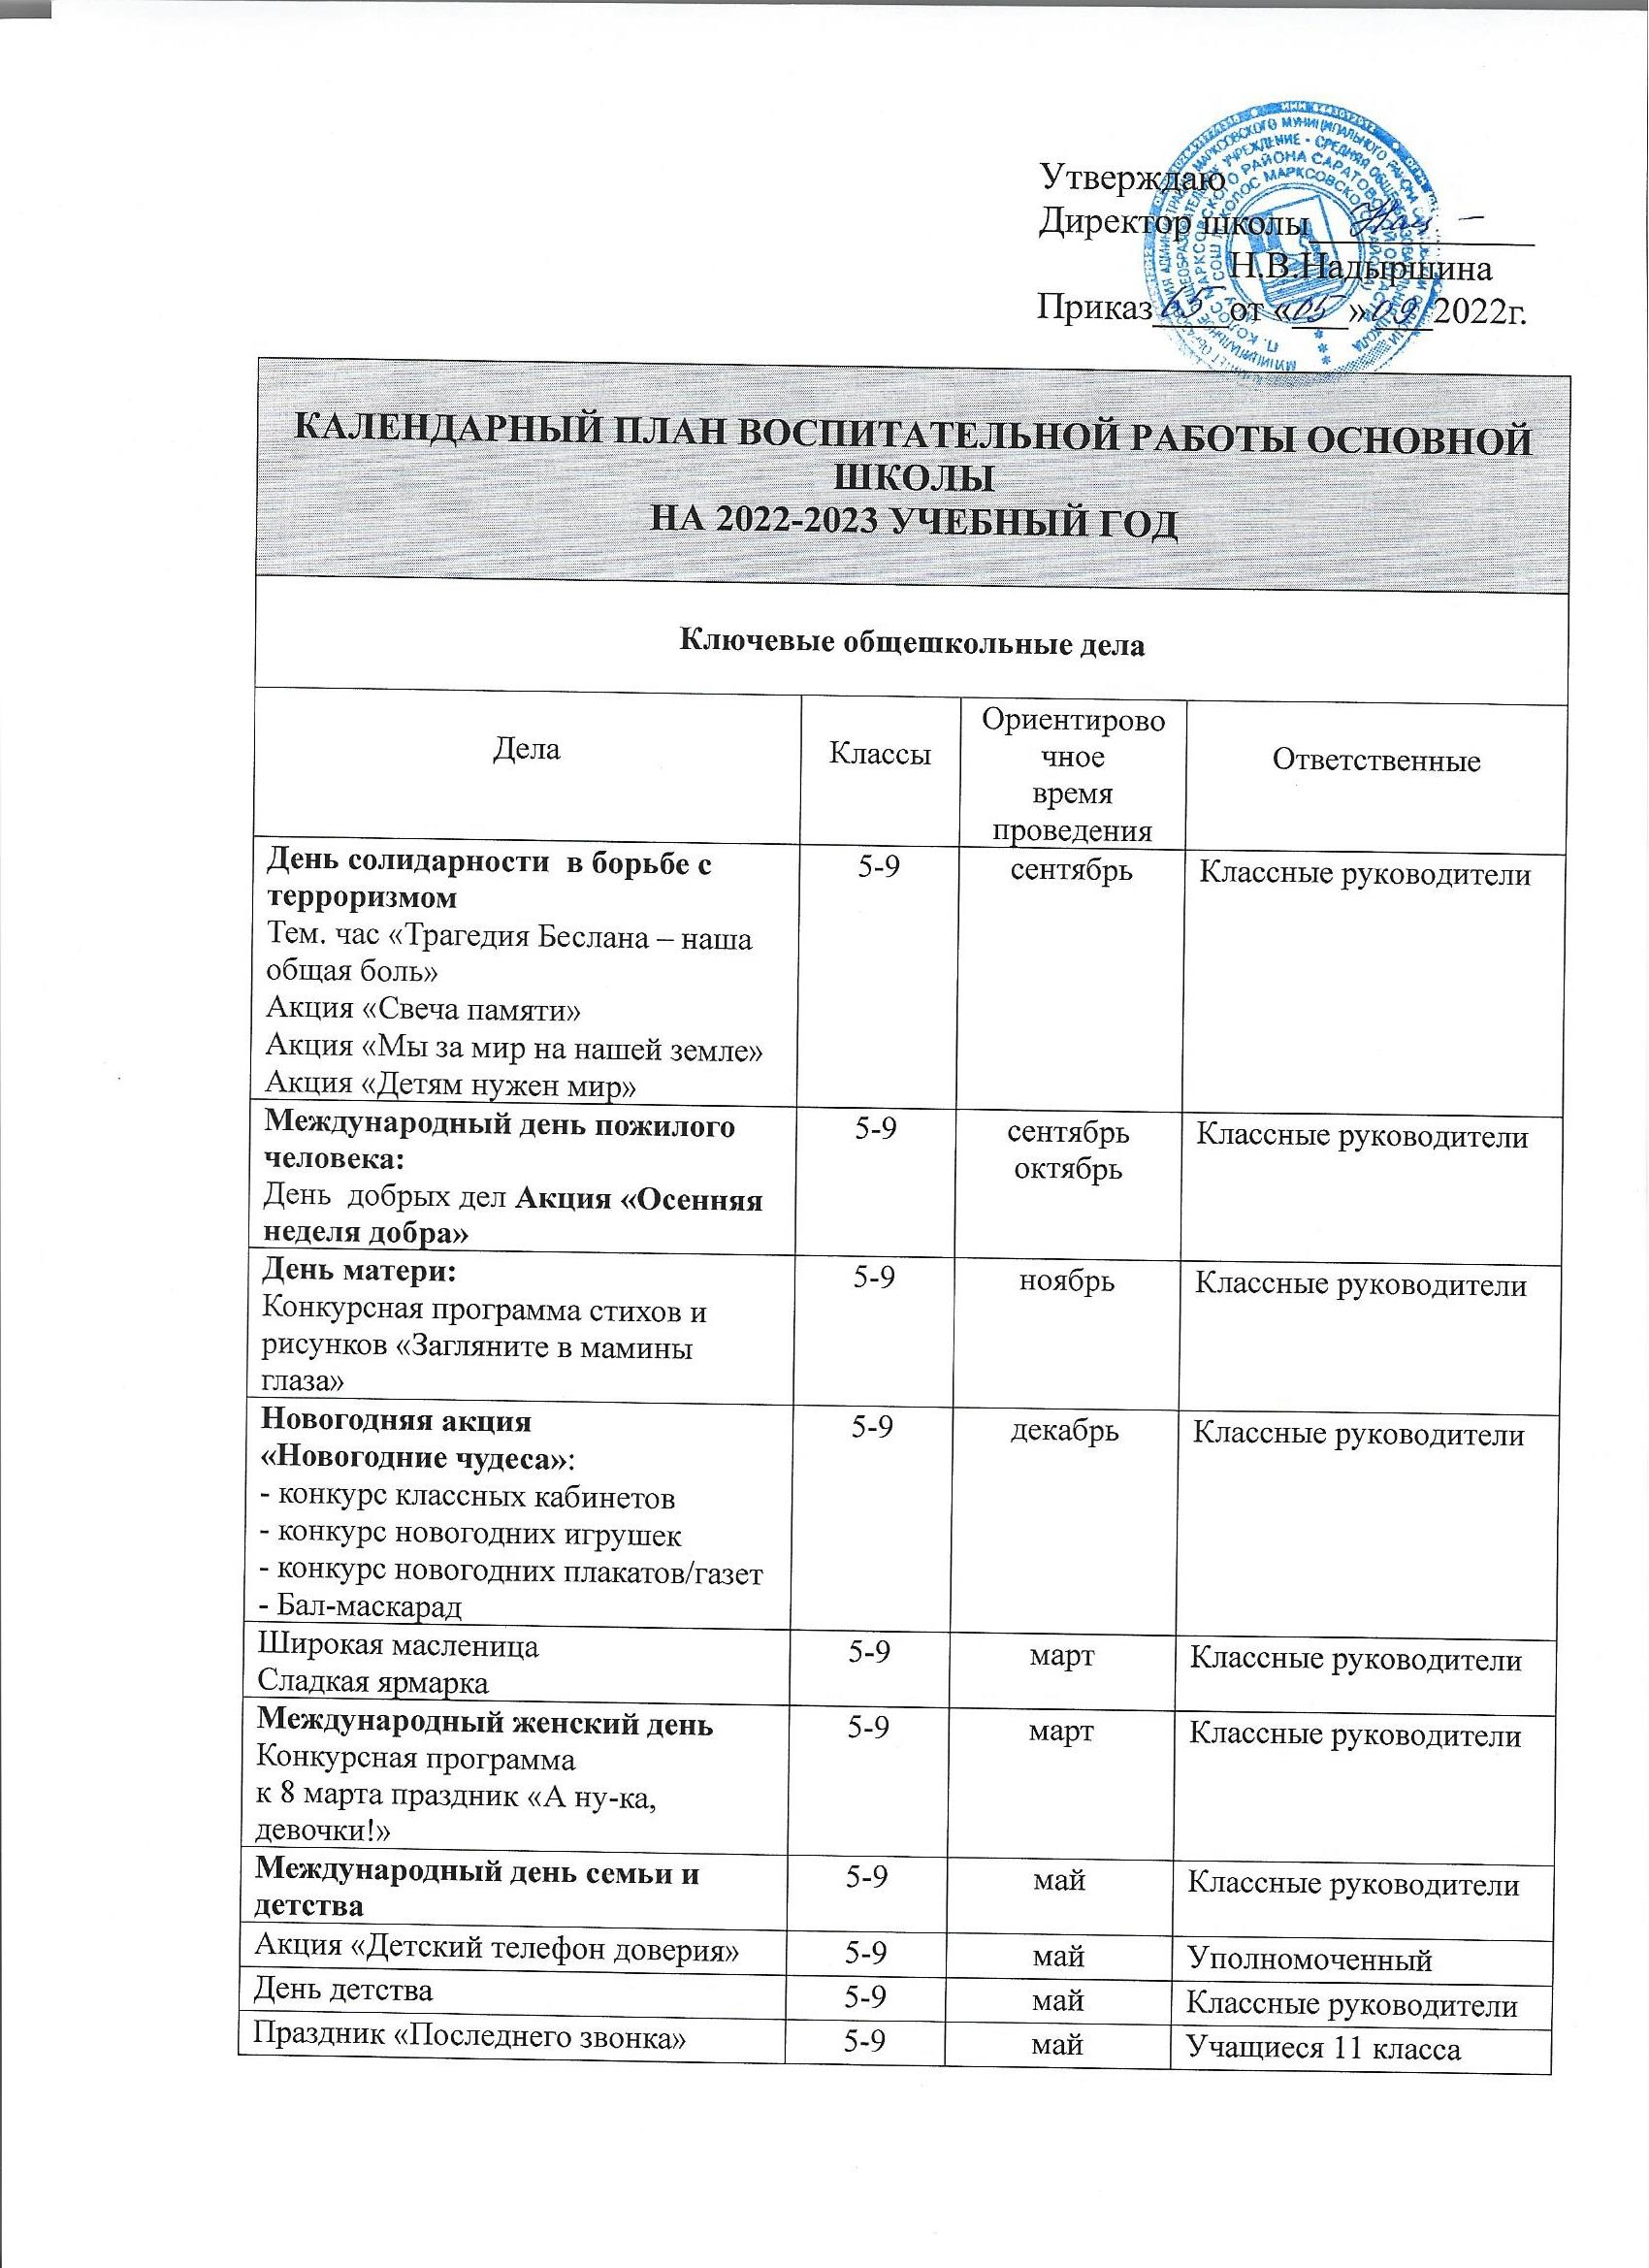 Утверждаю
Директор школы
Н.В.Надыршина
Приказ 65 от «05» 09 2022г.
КАЛЕНДАРНЫЙ ПЛАН ВОСПИТАТЕЛЬНОЙ РАБОТЫ ОСНОВНОЙ
ШКОЛЫ
НА 2022-2023 УЧЕБНЫЙ ГОД
Ключевые общешкольные дела
Дела
Классы
Ориентирово
чное
время
проведения
Ответственные
День солидарности в борьбе с
терроризмом
Тем. час «Трагедия Беслана – наша
общая боль»
Акция «Свеча памяти»
Акция «Мы за мир на нашей земле»
Акция «Детям нужен мир»
5-9
сентябрь
Классные руководители
Международный день пожилого
человека:
День добрых дел Акция «Осенняя
неделя добра»
5-9
сентябрь
октябрь
Классные руководители
День матери:
Конкурсная программа стихов и
рисунков «Загляните в мамины
глаза»
5-9
ноябрь
Классные руководители
Новогодняя акция
«Новогодние чудеса»:
- конкурс классных кабинетов
- конкурс новогодних игрушек
- конкурс новогодних плакатов/газет
- Бал-маскарад
5-9
декабрь
Классные руководители
Широкая масленица
Сладкая ярмарка
5-9
март
Классные руководители
Международный женский день
Конкурсная программа
к 8 марта праздник «А ну-ка,
девочки!»
5-9
март
Классные руководители
Международный день семьи и
детства
5-9
май
Классные руководители
Акция «Детский телефон доверия»
5-9
май
Уполномоченный
День детства
5-9
май
Классные руководители
Праздник «Последнего звонка»
5-9
май
Учащиеся 11 класса